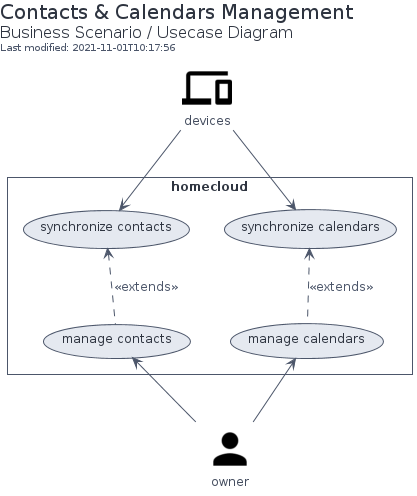 Contacts & Calendars Management
Business Scenario / Usecase Diagram
Last modified: 2021-11-01T10:17:56
devices
homecloud
synchronize contacts
synchronize calendars
«extends»
«extends»
manage contacts
manage calendars
owner